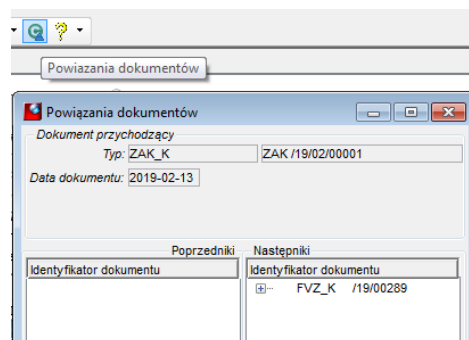 Powiazania dokumentów
Powiązania dokumentów
Dokument przychodzący
Typ: ZAK_K ZAK /19/02/00001
Data dokumentu: 2019-02-13
Poprzedniki Następniki
Identyfikator dokumentu Identyfikator dokumentu
FVZ_K /19/00289